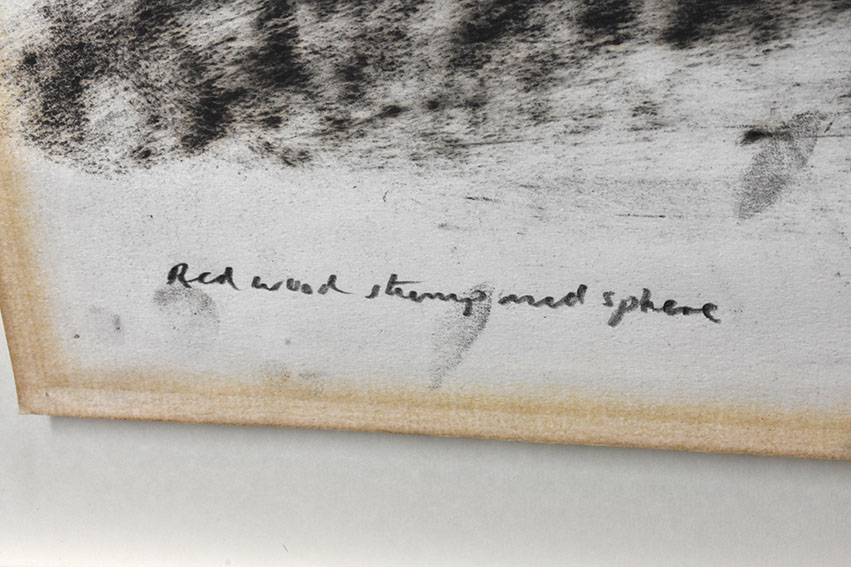 Red wood stump and sphere